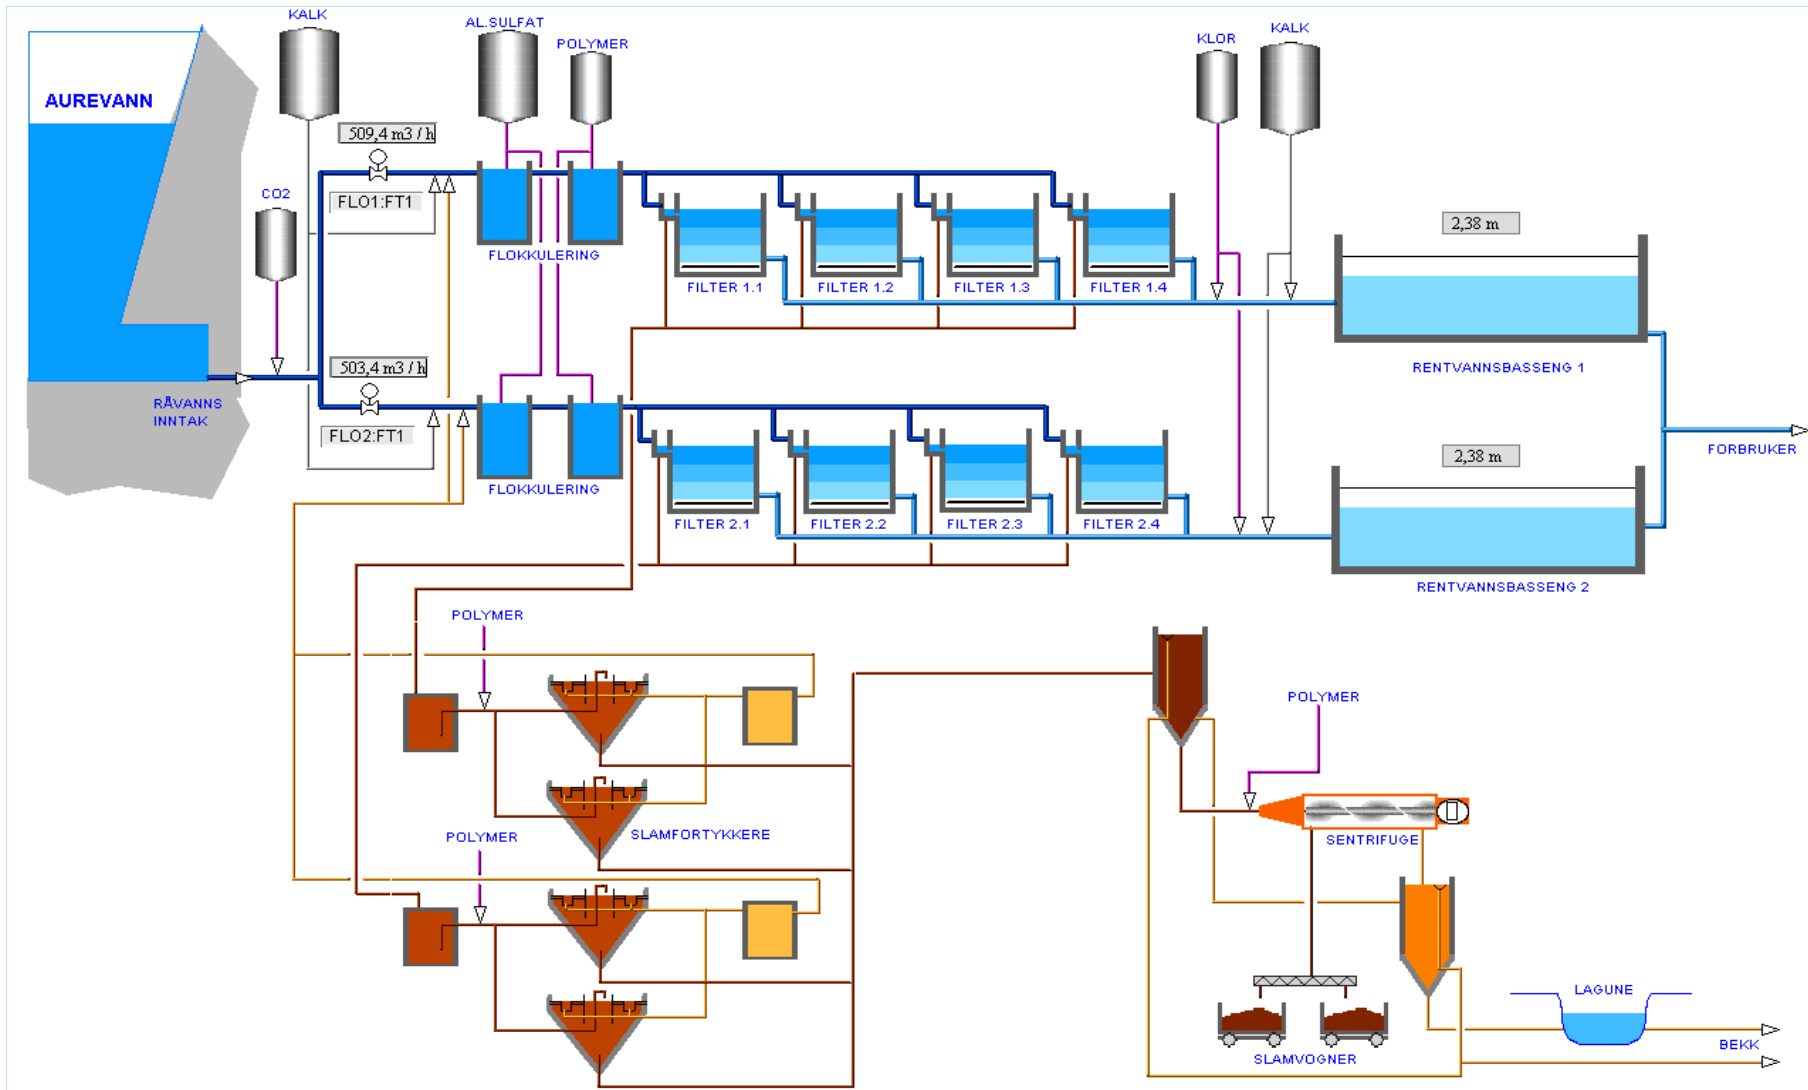 KALK
AL.SULFAT
POLYMER
KLOR
KALK
AUREVANN
509,4 m3 / h
CO2
FLO1:FT1
FLOKKULERING
FILTER 1.1
FILTER 1.2
FILTER 1.3
FILTER 1.4
2,38 m
RENTVANNSBASSENG 1
503,4 m3 / h
RÅVANNS
INNTAK
FLO2:FT1
FLOKKULERING
FILTER 2.1
FILTER 2.2
FILTER 2.3
FILTER 2.4
2,38 m
FORBRUKER
RENTVANNSBASSENG 2
POLYMER
POLYMER
SLAMFORTYKKERE
POLYMER
SENTRIFUGE
LAGUNE
BEKK
SLAMVOGNER